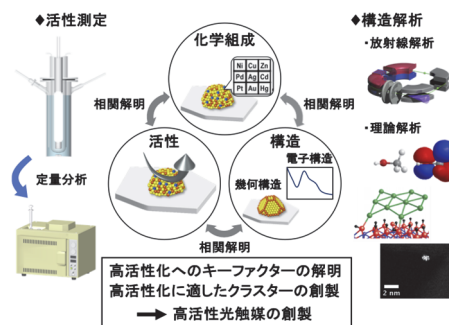 ◆活性測定
定量分析
化学組成
Ni Cu Zn
Pd Ag Cd
Pt Au Hg
相関解明
相関解明
活性
構造
電子構造
幾何構造
相関解明
◆構造解析
・放射線解析
・理論解析
2 nm
高活性化へのキーファクターの解明
高活性化に適したクラスターの創製
→ 高活性光触媒の創製